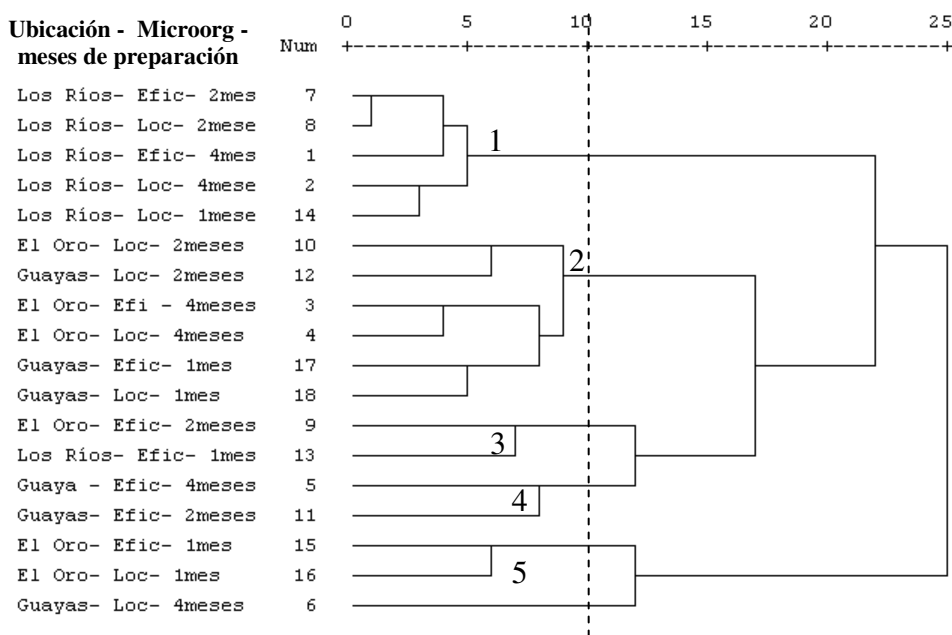 0 5 10 15 20 25
Ubicación - Microorg -
meses de preparación
Num
Los Ríos- Efic- 2mes 7
Los Ríos- Loc- 2mese 8
Los Ríos- Efic- 4mes 1
Los Ríos- Loc- 4mese 2
Los Ríos- Loc- 1mese 14
El Oro- Loc- 2meses 10
Guayas- Loc- 2meses 12
El Oro- Efi - 4meses 3
El Oro- Loc- 4meses 4
Guayas- Efic- 1mes 17
Guayas- Loc- 1mes 18
El Oro- Efic- 2meses 9
Los Ríos- Efic- 1mes 13
Guaya - Efic- 4meses 5
Guayas- Efic- 2meses 11
El Oro- Efic- 1mes 15
El Oro- Loc- 1mes 16
Guayas- Loc- 4meses 6
1
2
3
4
5